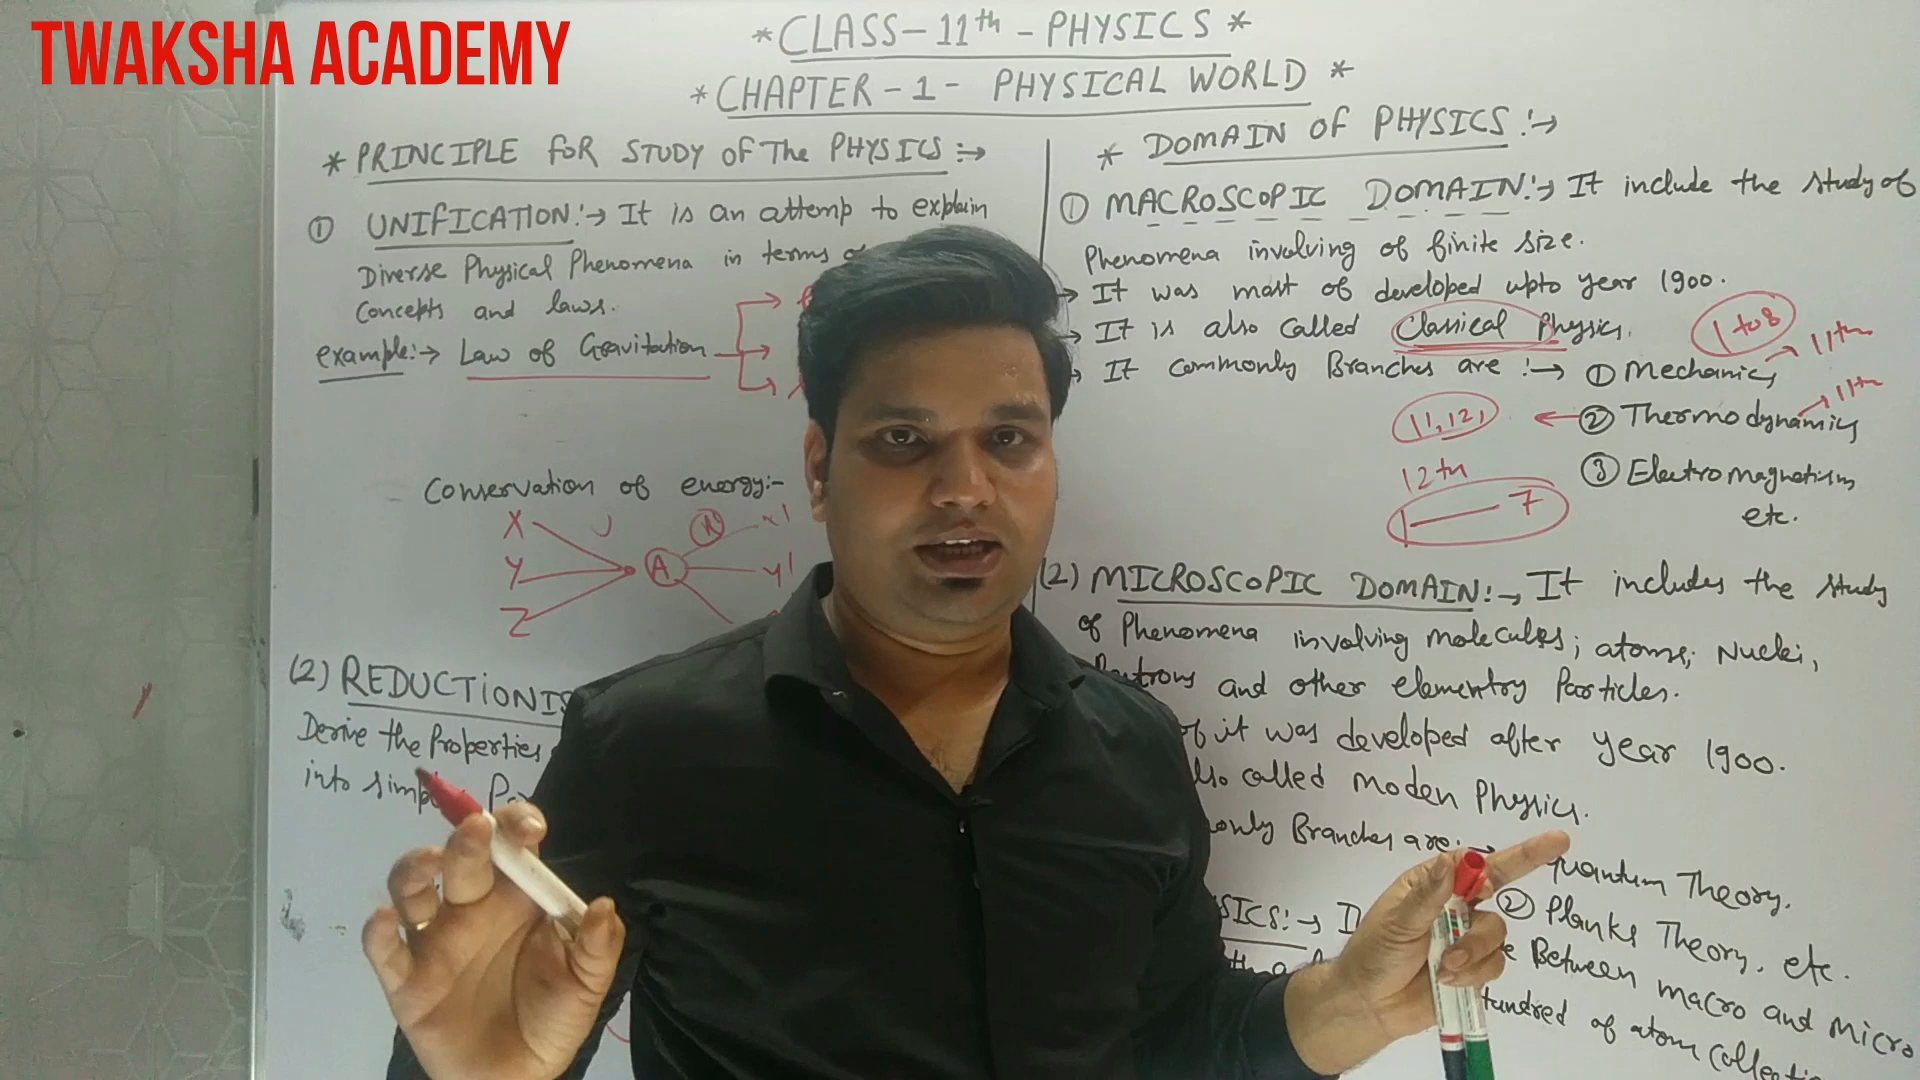 TWAKSHA ACADEMY
* CLASS - 11th - PHYSICS *
* CHAPTER - 1 - PHYSICAL WORLD *
* PRINCIPLE FOR STUDY OF The PHYSICS :→
① UNIFICATION :→ It is an attemp to explain
Diverse Physical Phenomena in terms
Concepts and laws.
example :→ Law of Gravitation
Conservation of energy:-
X
Y
Z
A
x'
y'
(2) REDUCTIONIS
Derive the Properties
into simple
* DOMAIN OF PHYSICS :→
① MACROSCOPIC DOMAIN :→ It include the study of
Phenomena involving of finite size.
→ It was most of developed upto year 1900.
→ It is also called Classical Physics.
1 to 8
→ It commonly Branches are :→ ① Mechanics → 11th
11, 12, ← ② Thermodynamics → 11th
12th ③ Electromagnetism
1 — 7 etc.
(2) MICROSCOPIC DOMAIN :→ It includes the study
of Phenomena involving molecules; atoms; Nuclei,
and other elementry Particles.
of it was developed after year 1900.
also called Moden Physics.
only Branches are :→
Quantum Theory.
② Planks Theory. etc.
SICS :→ I
Between macro and Micro
hundred of atom